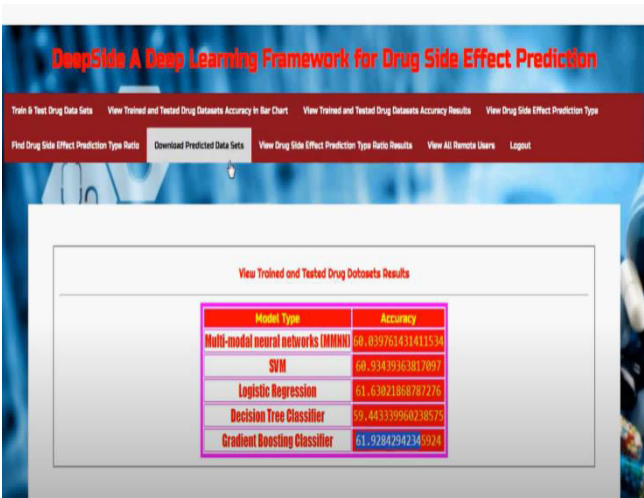 DeepSide A Deep Learning Framework for Drug Side Effect Prediction
Train & Test Drug Data Sets View Trained and Tested Drug Datasets Accuracy in Bar Chart View Trained and Tested Drug Datasets Accuracy Results View Drug Side Effect Prediction Type
Find Drug Side Effect Prediction Type Ratio Download Predicted Data Sets View Drug Side Effect Prediction Type Ratio Results View All Remote Users Logout
View Trained and Tested Drug Datasets Results
Model Type Accuracy
Multi-modal neural networks (MMNN) 60.039761431411534
SVM 60.93439363817097
Logistic Regression 61.63021868787276
Decision Tree Classifier 59.443339960238575
Gradient Boosting Classifier 61.92842942345924